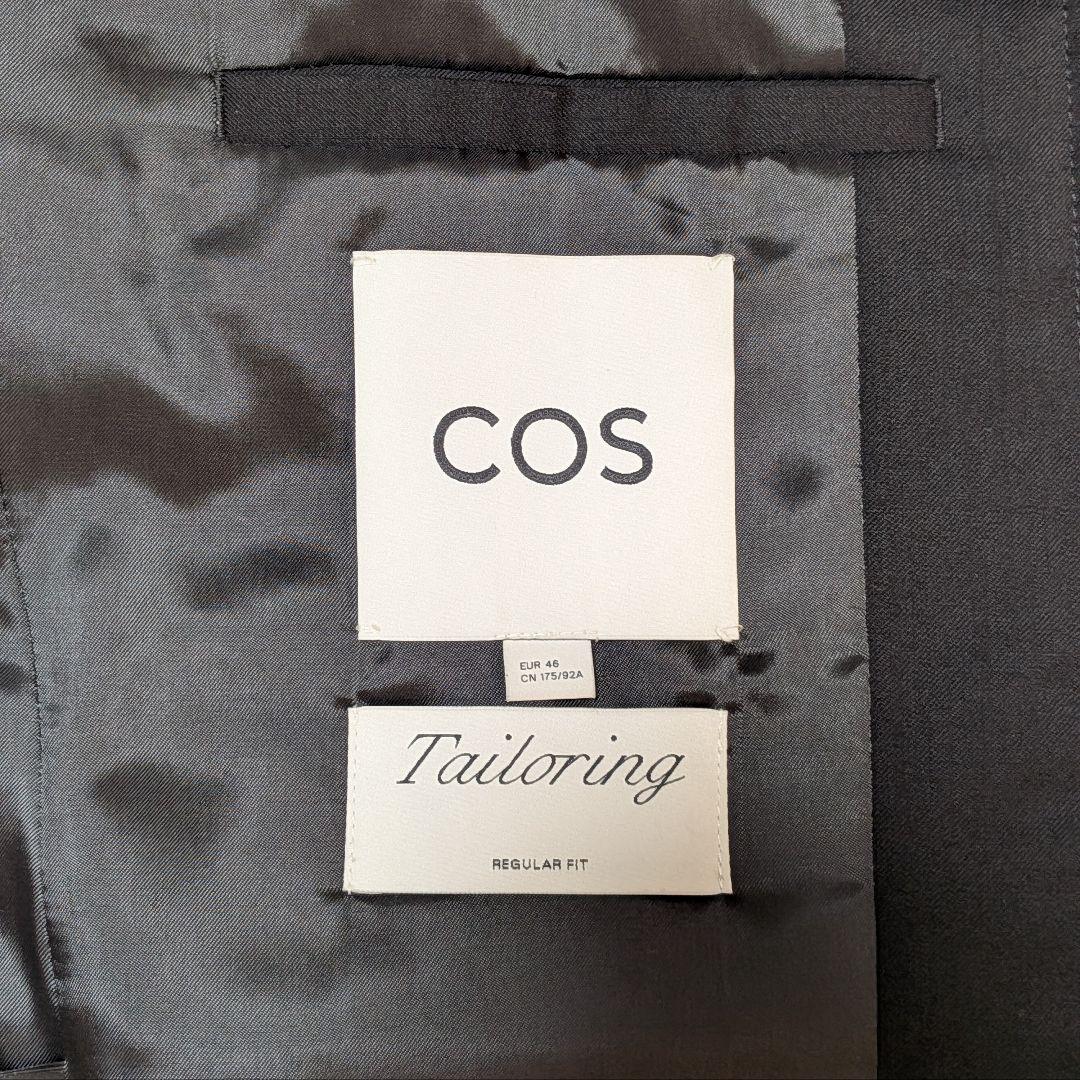 COS
EUR 46
CN 175/92A
Tailoring
REGULAR FIT